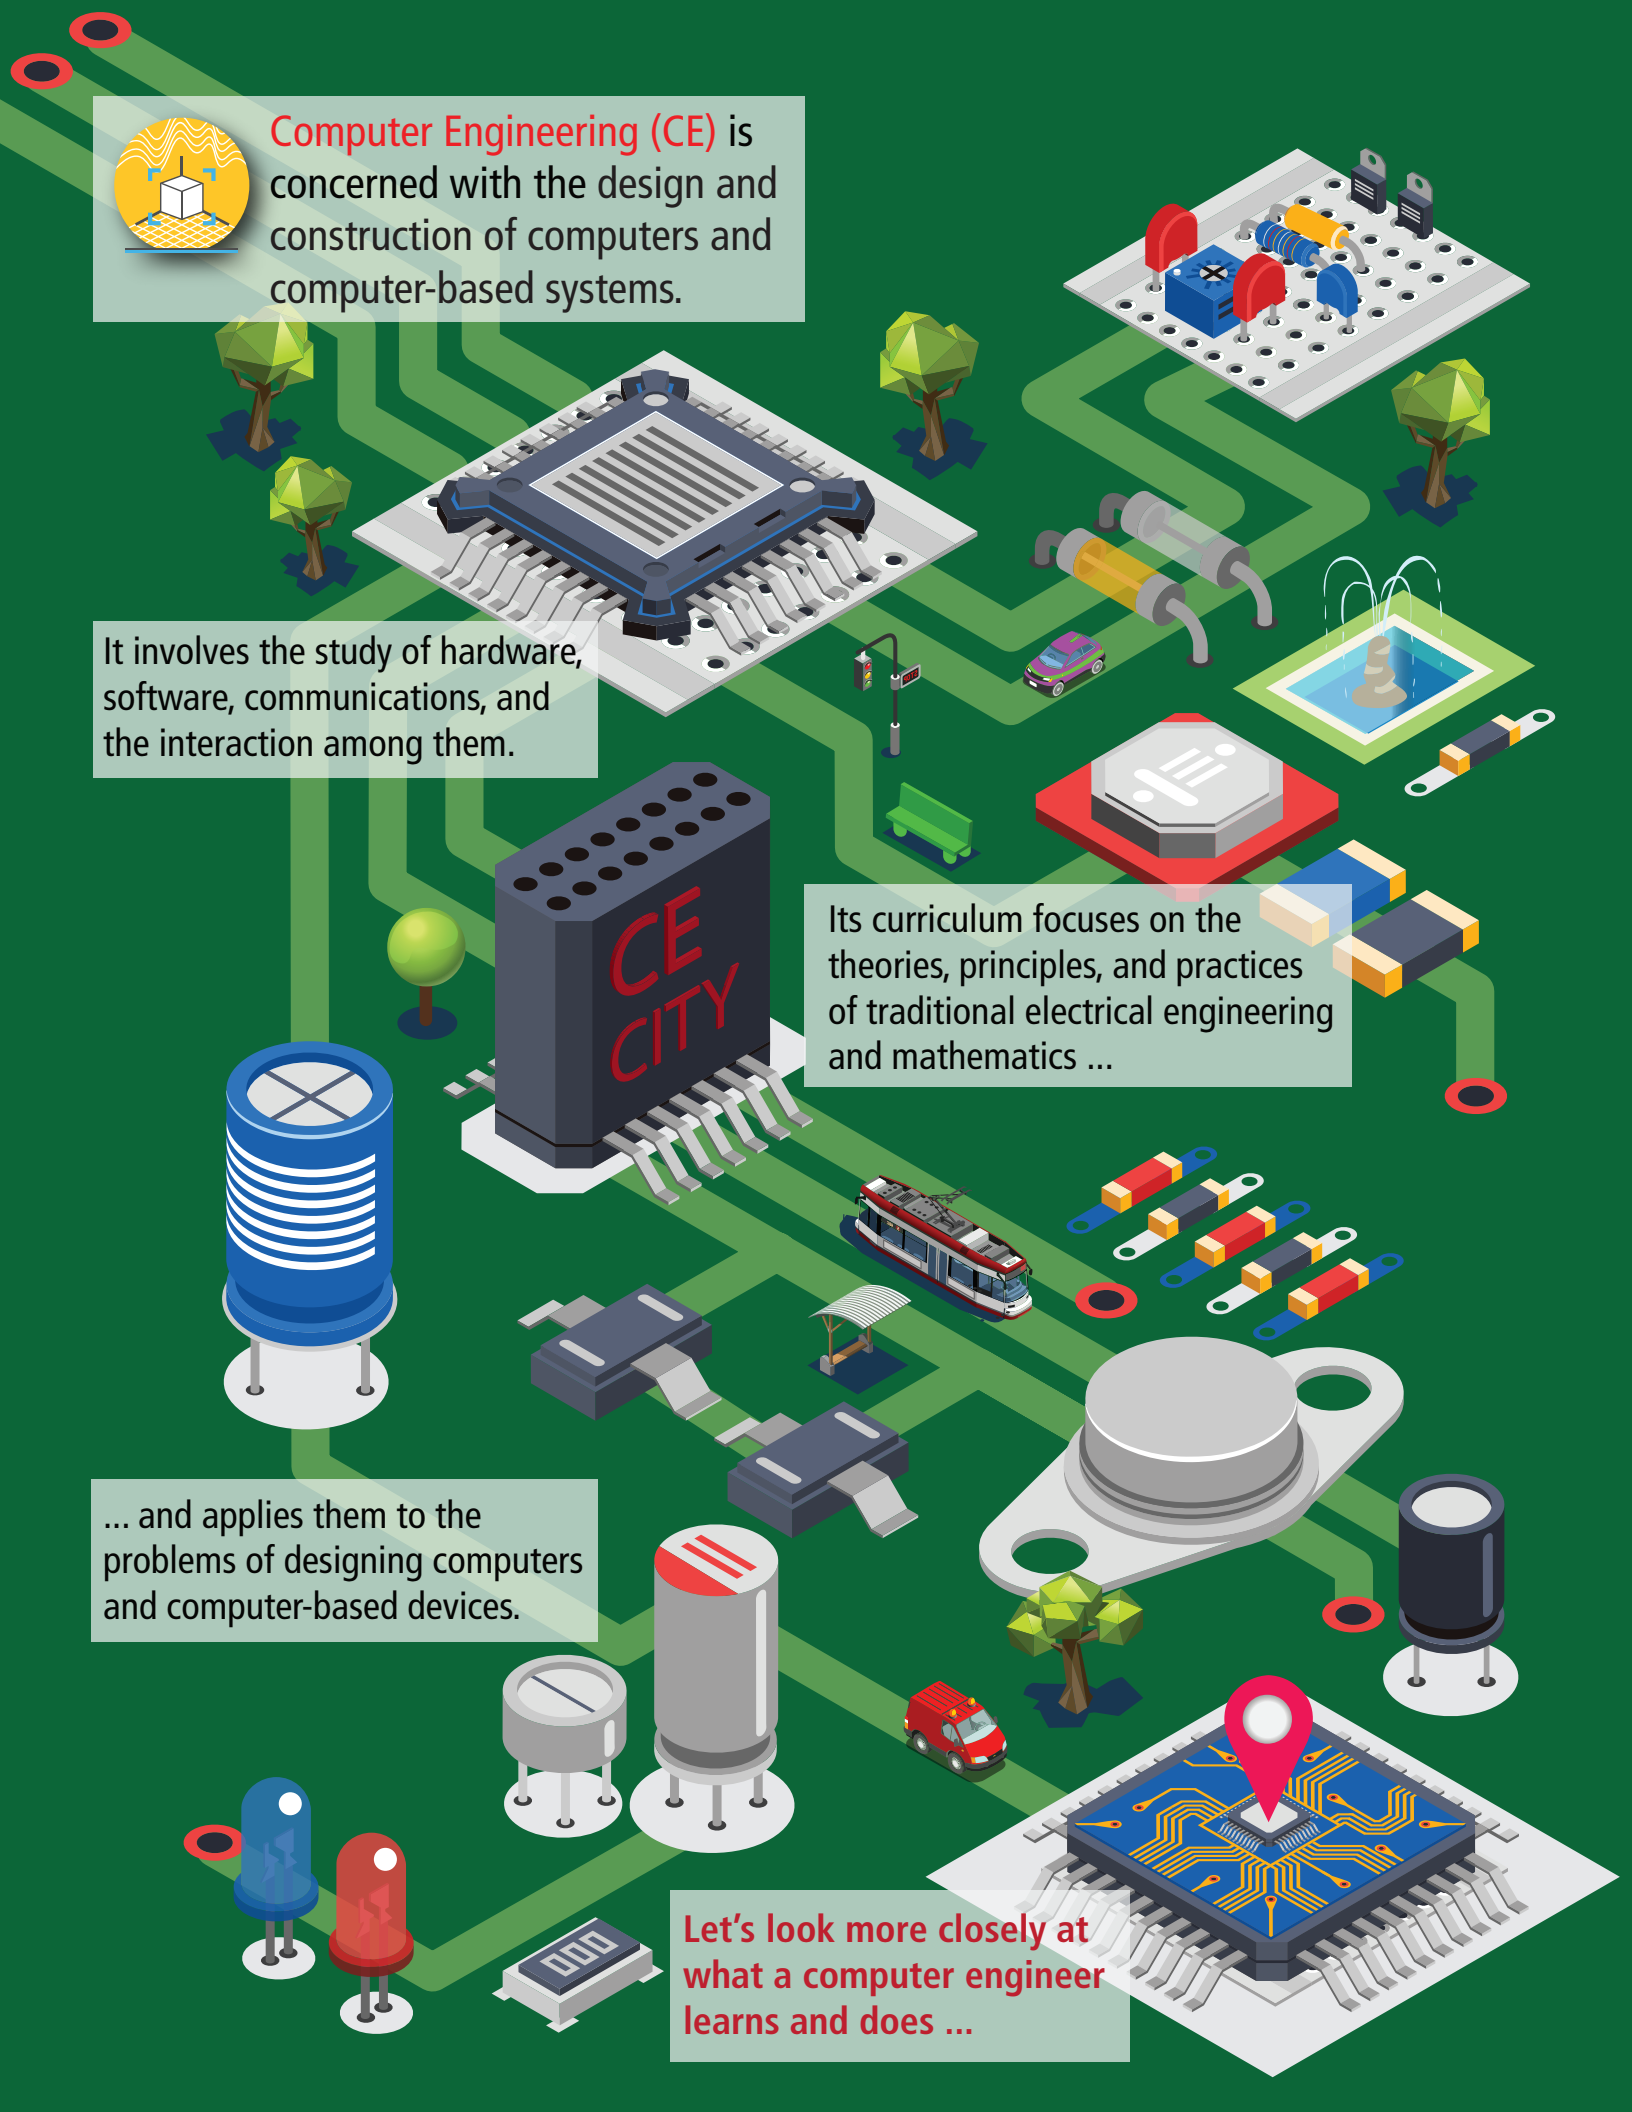 Computer Engineering (CE) is
concerned with the design and
construction of computers and
computer-based systems.
It involves the study of hardware,
software, communications, and
the interaction among them.
CE
CITY
Its curriculum focuses on the
theories, principles, and practices
of traditional electrical engineering
and mathematics ...
... and applies them to the
problems of designing computers
and computer-based devices.
000
Let's look more closely at
what a computer engineer
learns and does ...